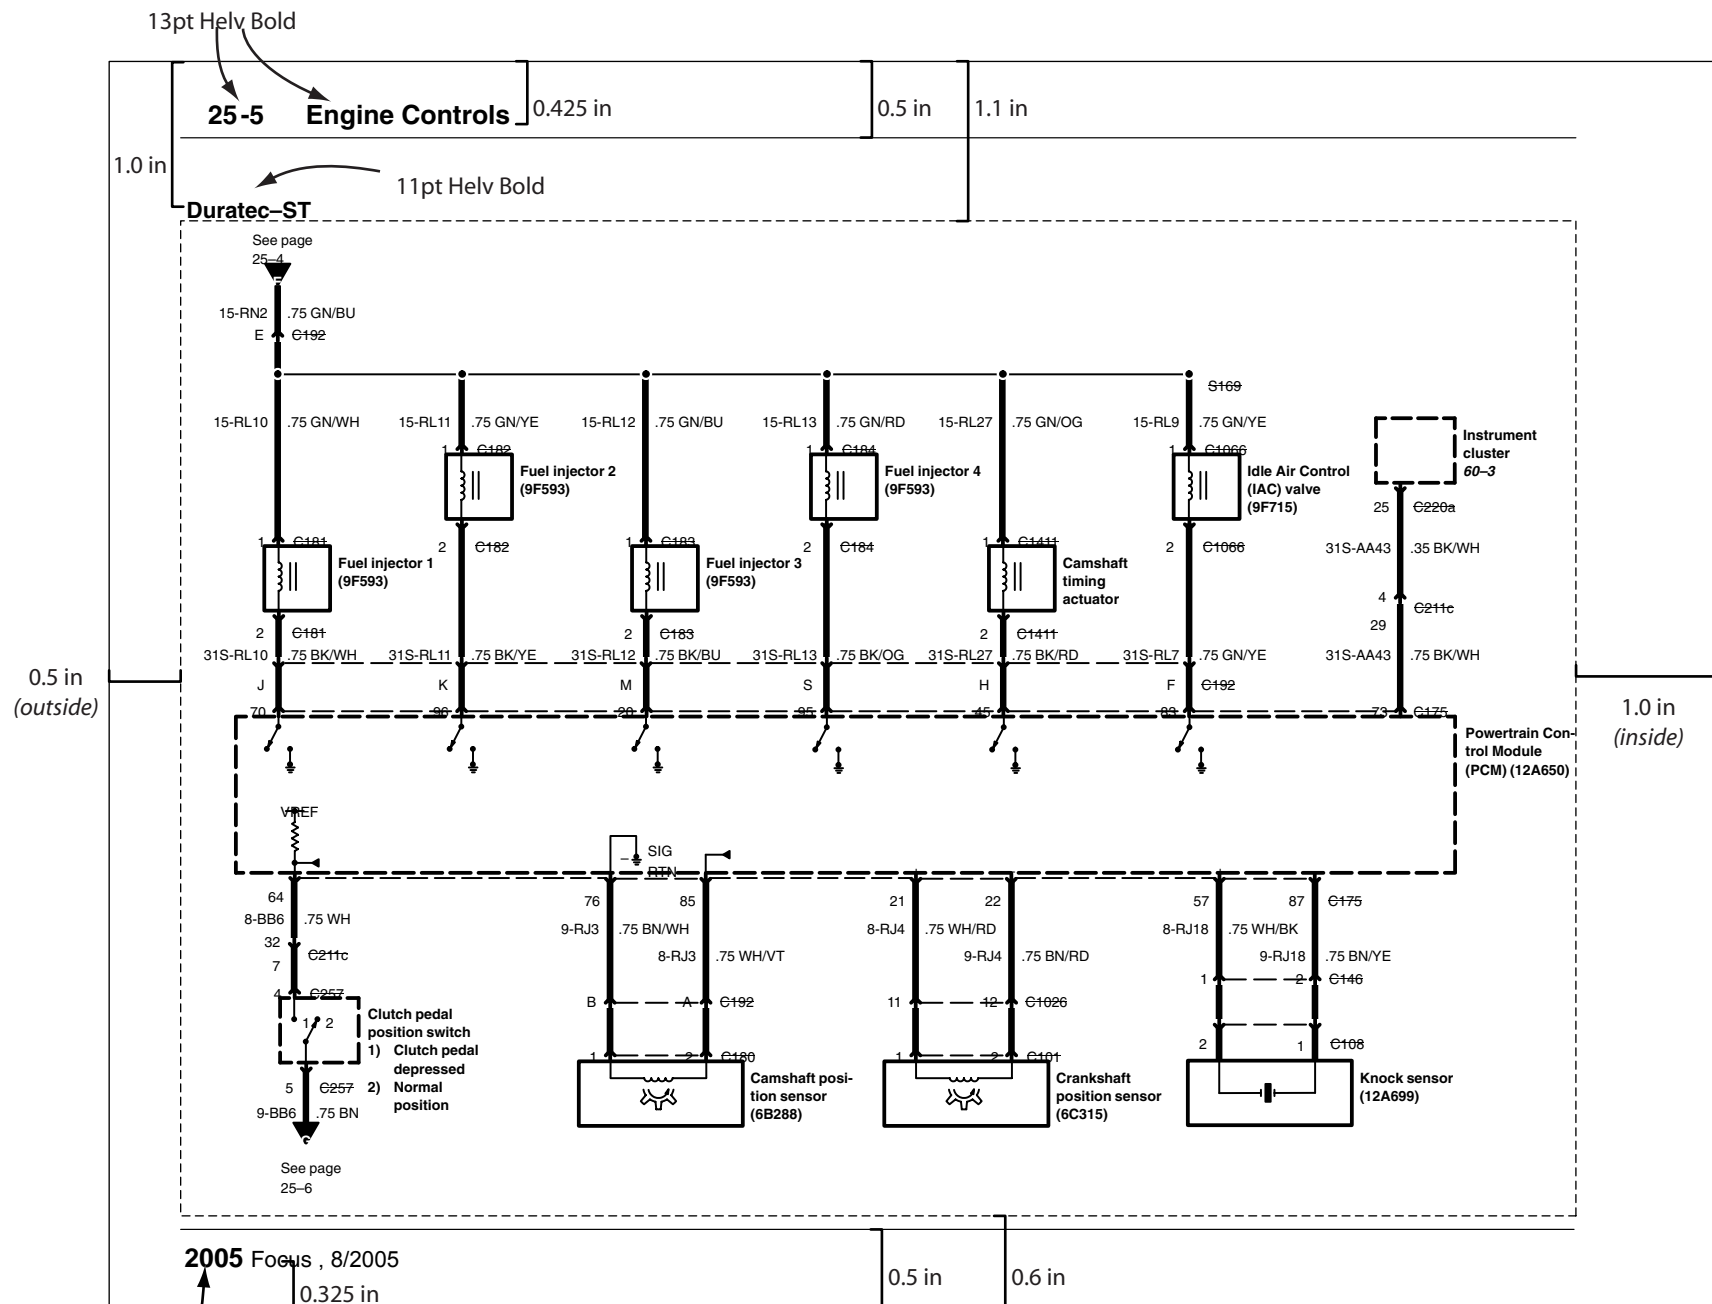 13pt Helv Bold
25-5 Engine Controls
0.425 in
0.5 in
1.1 in
1.0 in
11pt Helv Bold
Duratec–ST
See page
25–4
15-RN2 .75 GN/BU
E C192
S169
15-RL10 .75 GN/WH
15-RL11 .75 GN/YE
15-RL12 .75 GN/BU
15-RL13 .75 GN/RD
15-RL27 .75 GN/OG
15-RL9 .75 GN/YE
1 C182
Fuel injector 2
(9F593)
2 C182
1 C184
Fuel injector 4
(9F593)
2 C184
1 C1066
Idle Air Control
(IAC) valve
(9F715)
2 C1066
Instrument
cluster
60–3
25 C220a
31S-AA43 .35 BK/WH
4 C211c
29
31S-AA43 .75 BK/WH
1 C181
Fuel injector 1
(9F593)
2 C181
1 C183
Fuel injector 3
(9F593)
2 C183
1 C1411
Camshaft
timing
actuator
2 C1411
31S-RL10 .75 BK/WH
31S-RL11 .75 BK/YE
31S-RL12 .75 BK/BU
31S-RL13 .75 BK/OG
31S-RL27 .75 BK/RD
31S-RL7 .75 GN/YE
J K M S H F C192
70 96 20 95 45 83 73 C175
0.5 in
(outside)
1.0 in
(inside)
Powertrain Con-
trol Module
(PCM) (12A650)
VREF
SIG
RTN
64
8-BB6 .75 WH
32
C211c
7
4 C257
1 2
Clutch pedal
position switch
1) Clutch pedal
depressed
2) Normal
position
5 C257
9-BB6 .75 BN
See page
25–6
76 85
9-RJ3 .75 BN/WH
8-RJ3 .75 WH/VT
B A C192
1 2 C180
Camshaft posi-
tion sensor
(6B288)
21 22
8-RJ4 .75 WH/RD
9-RJ4 .75 BN/RD
11 12 C1026
1 2 C101
Crankshaft
position sensor
(6C315)
57 87 C175
8-RJ18 .75 WH/BK
9-RJ18 .75 BN/YE
1 2 C146
2 1 C108
Knock sensor
(12A699)
2005 Focus , 8/2005
0.325 in
0.5 in
0.6 in